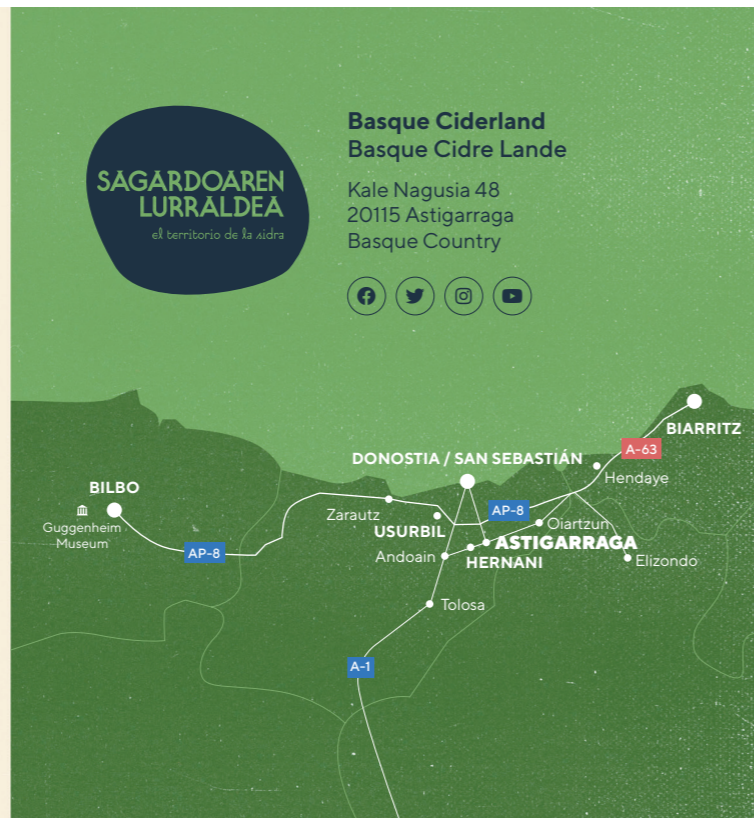 SAGARDOAREN
LURRALDEA
el territorio de la sidra
Basque Ciderland
Basque Cidre Lande
Kale Nagusia 48
20115 Astigarraga
Basque Country
BIARRITZ
A-63
DONOSTIA / SAN SEBASTIÁN
Hendaye
BILBO
Guggenheim
Museum
Zarautz
AP-8
USURBIL
Oiartzun
ASTIGARRAGA
AP-8
Andoain
HERNANI
Elizondo
Tolosa
A-1